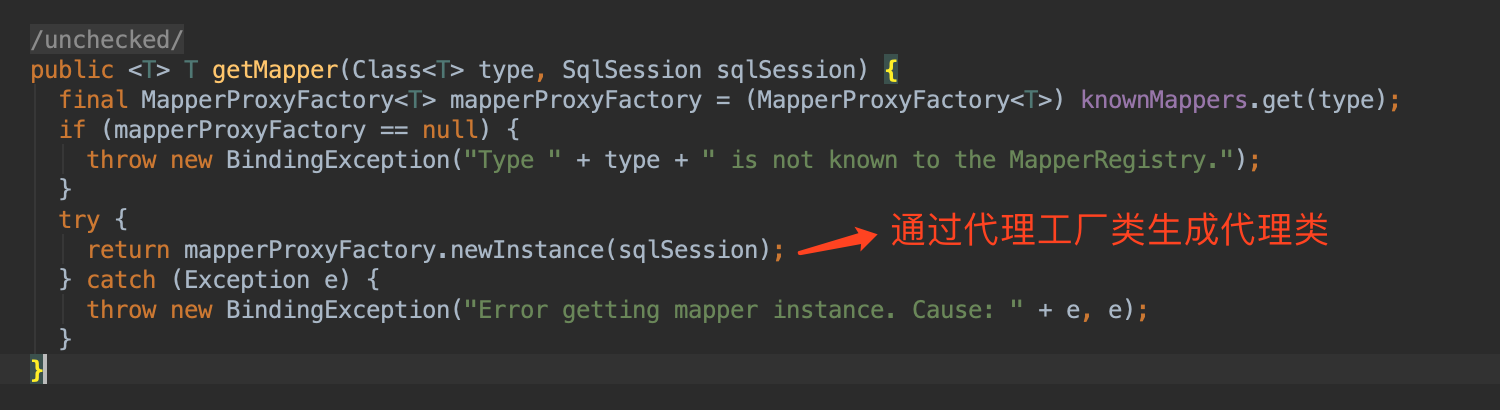 /unchecked/
public <T> T getMapper(Class<T> type, SqlSession sqlSession) {
final MapperProxyFactory<T> mapperProxyFactory = (MapperProxyFactory<T>) knownMappers.get(type);
if (mapperProxyFactory == null) {
throw new BindingException("Type " + type + " is not known to the MapperRegistry.");
}
try {
return mapperProxyFactory.newInstance(sqlSession);
通过代理工厂类生成代理类
} catch (Exception e) {
throw new BindingException("Error getting mapper instance. Cause: " + e, e);
}
}